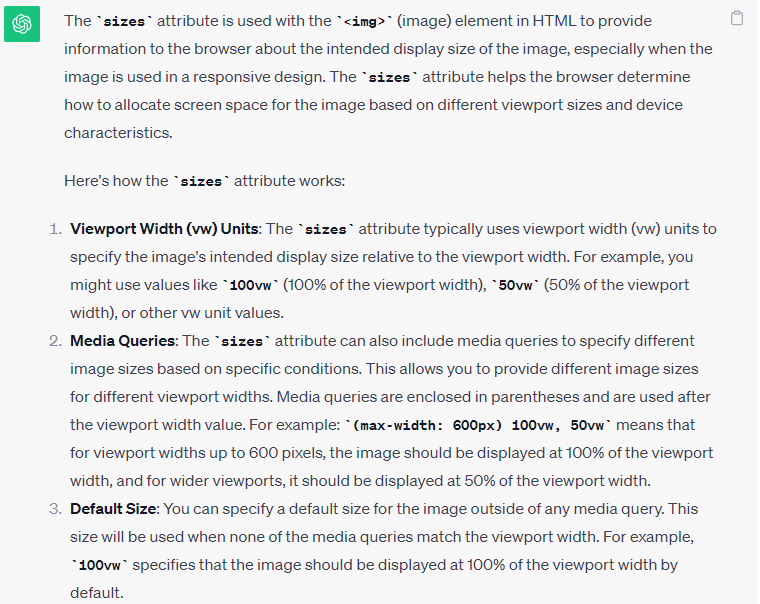 The `sizes` attribute is used with the `<img>` (image) element in HTML to provide
information to the browser about the intended display size of the image, especially when the
image is used in a responsive design. The `sizes` attribute helps the browser determine
how to allocate screen space for the image based on different viewport sizes and device
characteristics.
Here's how the `sizes` attribute works:
1. Viewport Width (vw) Units: The `sizes` attribute typically uses viewport width (vw) units to
specify the image's intended display size relative to the viewport width. For example, you
might use values like `100vw` (100% of the viewport width), `50vw` (50% of the viewport
width), or other vw unit values.
2. Media Queries: The `sizes` attribute can also include media queries to specify different
image sizes based on specific conditions. This allows you to provide different image sizes
for different viewport widths. Media queries are enclosed in parentheses and are used after
the viewport width value. For example: `(max-width: 600px) 100vw, 50vw` means that
for viewport widths up to 600 pixels, the image should be displayed at 100% of the viewport
width, and for wider viewports, it should be displayed at 50% of the viewport width.
3. Default Size: You can specify a default size for the image outside of any media query. This
size will be used when none of the media queries match the viewport width. For example,
`100vw` specifies that the image should be displayed at 100% of the viewport width by
default.